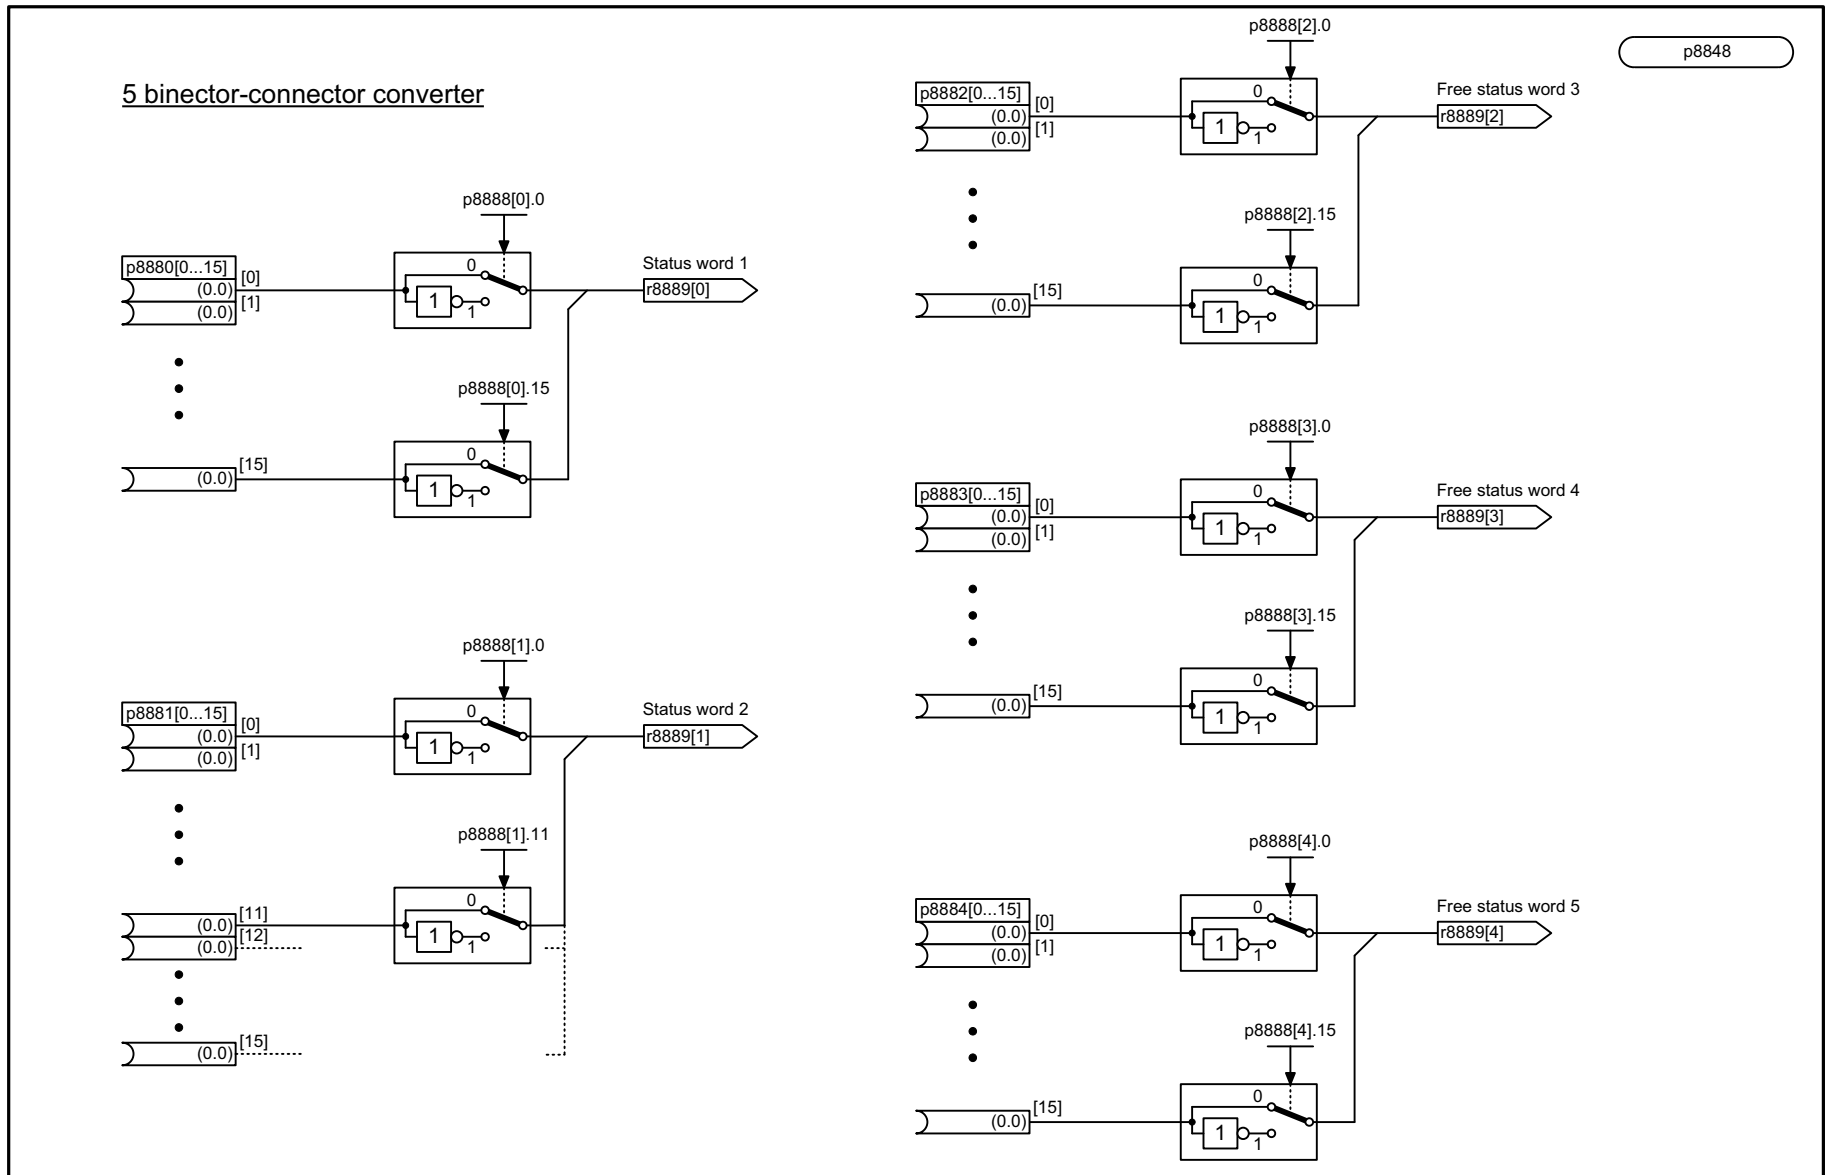 5 binector-connector converter
p8848
p8888[0].0
p8880[0...15]
[0]
(0.0)
[1]
(0.0)
0
1
1
Status word 1
r8889[0]
p8888[0].15
[15]
(0.0)
0
1
1
p8888[1].0
p8881[0...15]
[0]
(0.0)
[1]
(0.0)
0
1
1
Status word 2
r8889[1]
p8888[1].11
[11]
(0.0)
[12]
(0.0)
0
1
1
[15]
(0.0)
p8888[2].0
p8882[0...15]
[0]
(0.0)
[1]
(0.0)
0
1
1
Free status word 3
r8889[2]
p8888[2].15
[15]
(0.0)
0
1
1
p8888[3].0
p8883[0...15]
[0]
(0.0)
[1]
(0.0)
0
1
1
Free status word 4
r8889[3]
p8888[3].15
[15]
(0.0)
0
1
1
p8888[4].0
p8884[0...15]
[0]
(0.0)
[1]
(0.0)
0
1
1
Free status word 5
r8889[4]
p8888[4].15
[15]
(0.0)
0
1
1